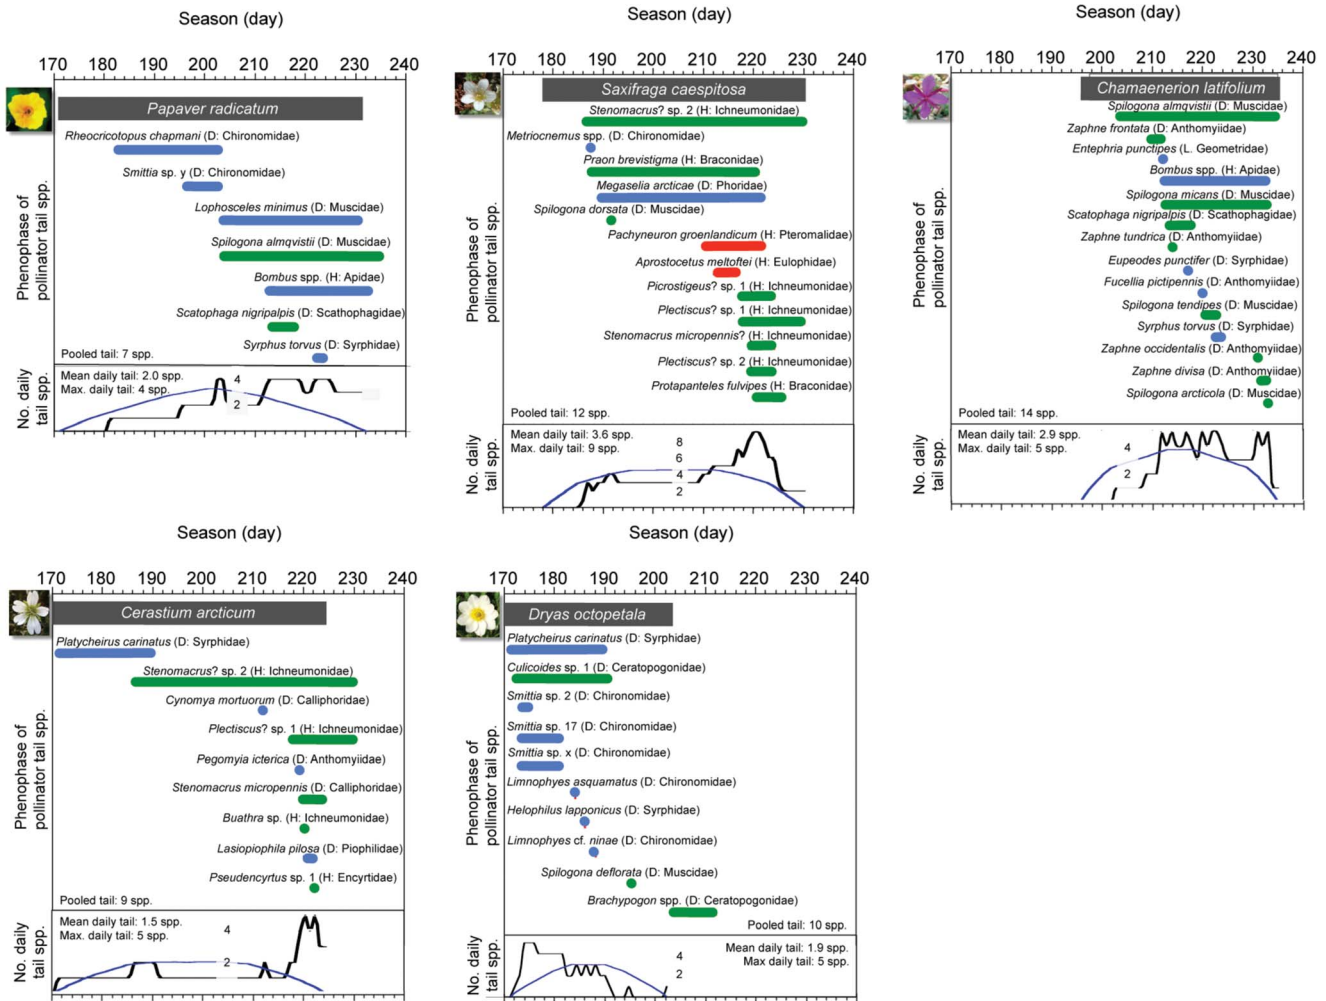 Season (day)
170 180 190 200 210 220 230 240
Papaver radicatum
Rheocricotopus chapmani (D: Chironomidae)
Smittia sp. y (D: Chironomidae)
Lophosceles minimus (D: Muscidae)
Spilogona almqvistii (D: Muscidae)
Bombus spp. (H: Apidae)
Scatophaga nigripalpis (D: Scathophagidae)
Syrphus torvus (D: Syrphidae)
Pooled tail: 7 spp.
Phenophase of
pollinator tail spp.
Mean daily tail: 2.0 spp.
Max. daily tail: 4 spp.
4
2
No. daily
tail spp.
Season (day)
170 180 190 200 210 220 230 240
Saxifraga caespitosa
Stenomacrus? sp. 2 (H: Ichneumonidae)
Metriocnemus spp. (D: Chironomidae)
Praon brevistigma (H: Braconidae)
Megaselia arcticae (D: Phoridae)
Spilogona dorsata (D: Muscidae)
Pachyneuron groenlandicum (H: Pteromalidae)
Aprostocetus meltoftei (H: Eulophidae)
Picrostigeus? sp. 1 (H: Ichneumonidae)
Plectiscus? sp. 1 (H: Ichneumonidae)
Stenomacrus micropennis? (H: Ichneumonidae)
Plectiscus? sp. 2 (H: Ichneumonidae)
Protapanteles fulvipes (H: Braconidae)
Pooled tail: 12 spp.
Phenophase of
pollinator tail spp.
Mean daily tail: 3.6 spp.
Max. daily tail: 9 spp.
8
6
4
2
No. daily
tail spp.
Season (day)
170 180 190 200 210 220 230 240
Chamaenerion latifolium
Spilogona almqvistii (D: Muscidae)
Zaphne frontata (D: Anthomyiidae)
Entephria punctipes (L. Geometridae)
Bombus spp. (H: Apidae)
Spilogona micans (D: Muscidae)
Scatophaga nigripalpis (D: Scathophagidae)
Zaphne tundrica (D: Anthomyiidae)
Eupeodes punctifer (D: Syrphidae)
Fucellia pictipennis (D: Anthomyiidae)
Spilogona tendipes (D: Muscidae)
Syrphus torvus (D: Syrphidae)
Zaphne occidentalis (D: Anthomyiidae)
Zaphne divisa (D: Anthomyiidae)
Spilogona arcticola (D: Muscidae)
Pooled tail: 14 spp.
Phenophase of
pollinator tail spp.
Mean daily tail: 2.9 spp.
Max. daily tail: 5 spp.
4
2
No. daily
tail spp.
Season (day)
170 180 190 200 210 220 230 240
Cerastium arcticum
Platycheirus carinatus (D: Syrphidae)
Stenomacrus? sp. 2 (H: Ichneumonidae)
Cynomya mortuorum (D: Calliphoridae)
Plectiscus? sp. 1 (H: Ichneumonidae)
Pegomyia icterica (D: Anthomyiidae)
Stenomacrus micropennis (D: Calliphoridae)
Buathra sp. (H: Ichneumonidae)
Lasiopiophila pilosa (D: Piophilidae)
Pseudencyrtus sp. 1 (H: Encyrtidae)
Pooled tail: 9 spp.
Phenophase of
pollinator tail spp.
Mean daily tail: 1.5 spp.
Max. daily tail: 5 spp.
4
2
No. daily
tail spp.
Season (day)
170 180 190 200 210 220 230 240
Dryas octopetala
Platycheirus carinatus (D: Syrphidae)
Culicoides sp. 1 (D: Ceratopogonidae)
Smittia sp. 2 (D: Chironomidae)
Smittia sp. 17 (D: Chironomidae)
Smittia sp. x (D: Chironomidae)
Limnophyes asquamatus (D: Chironomidae)
Helophilus lapponicus (D: Syrphidae)
Limnophyes cf. ninae (D: Chironomidae)
Spilogona deflorata (D: Muscidae)
Brachypogon spp. (D: Ceratopogonidae)
Pooled tail: 10 spp.
Phenophase of
pollinator tail spp.
Mean daily tail: 1.9 spp.
Max daily tail: 5 spp.
4
2
No. daily
tail spp.